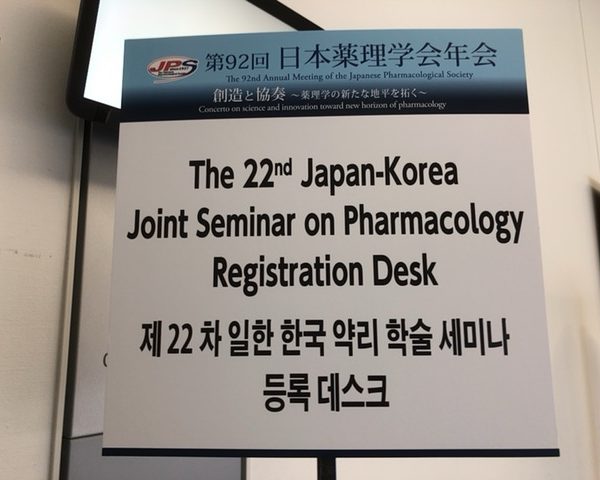 JPS
第92回 日本薬理学会年会
The 92nd Annual Meeting of the Japanese Pharmacological Society
創造と協奏 ～薬理学の新たな地平を拓く～
Concerto on science and innovation toward new horizon of pharmacology
The 22nd Japan-Korea
Joint Seminar on Pharmacology
Registration Desk
제 22 차 일한 한국 약리 학술 세미나
등록 데스크